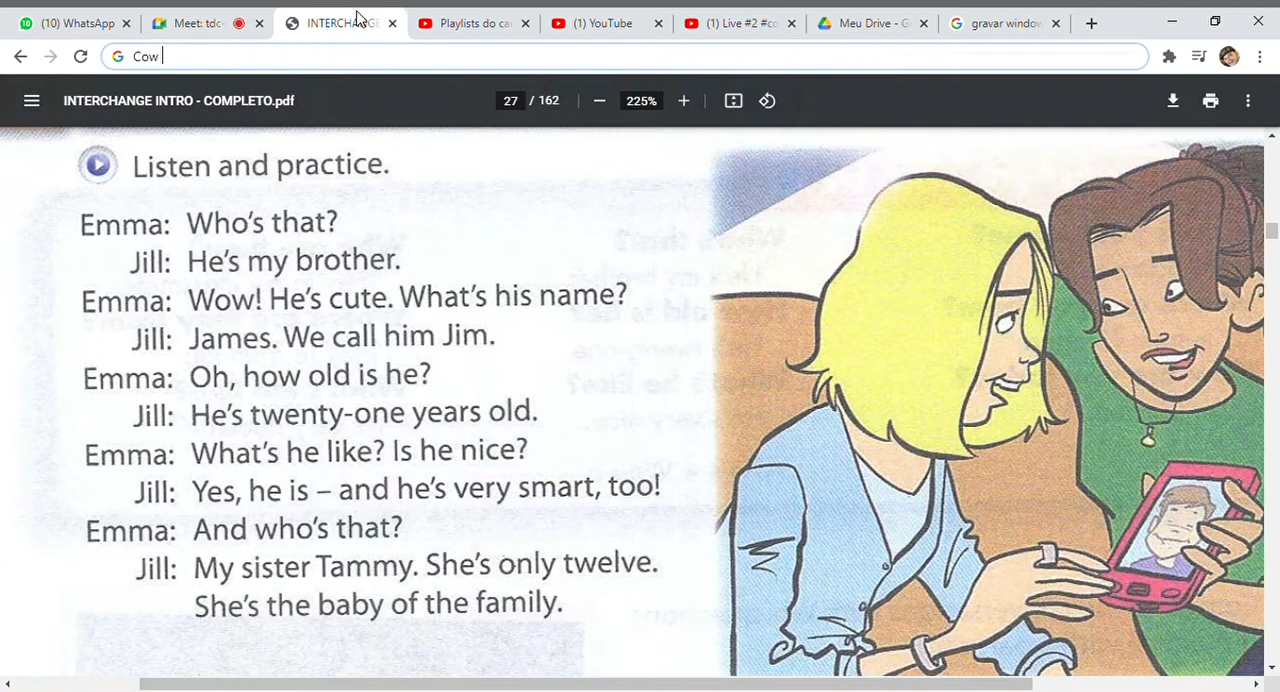 (10) WhatsApp
Meet: tdc-
INTERCHANGE
Playlists do ca
(1) YouTube
(1) Live #2 #co
Meu Drive - G
gravar window
Cow
INTERCHANGE INTRO - COMPLETO.pdf
27 / 162
225%
Listen and practice.
Emma: Who's that?
Jill: He's my brother.
Emma: Wow! He's cute. What's his name?
Jill: James. We call him Jim.
Emma: Oh, how old is he?
Jill: He's twenty-one years old.
Emma: What's he like? Is he nice?
Jill: Yes, he is – and he's very smart, too!
Emma: And who's that?
Jill: My sister Tammy. She's only twelve.
She's the baby of the family.